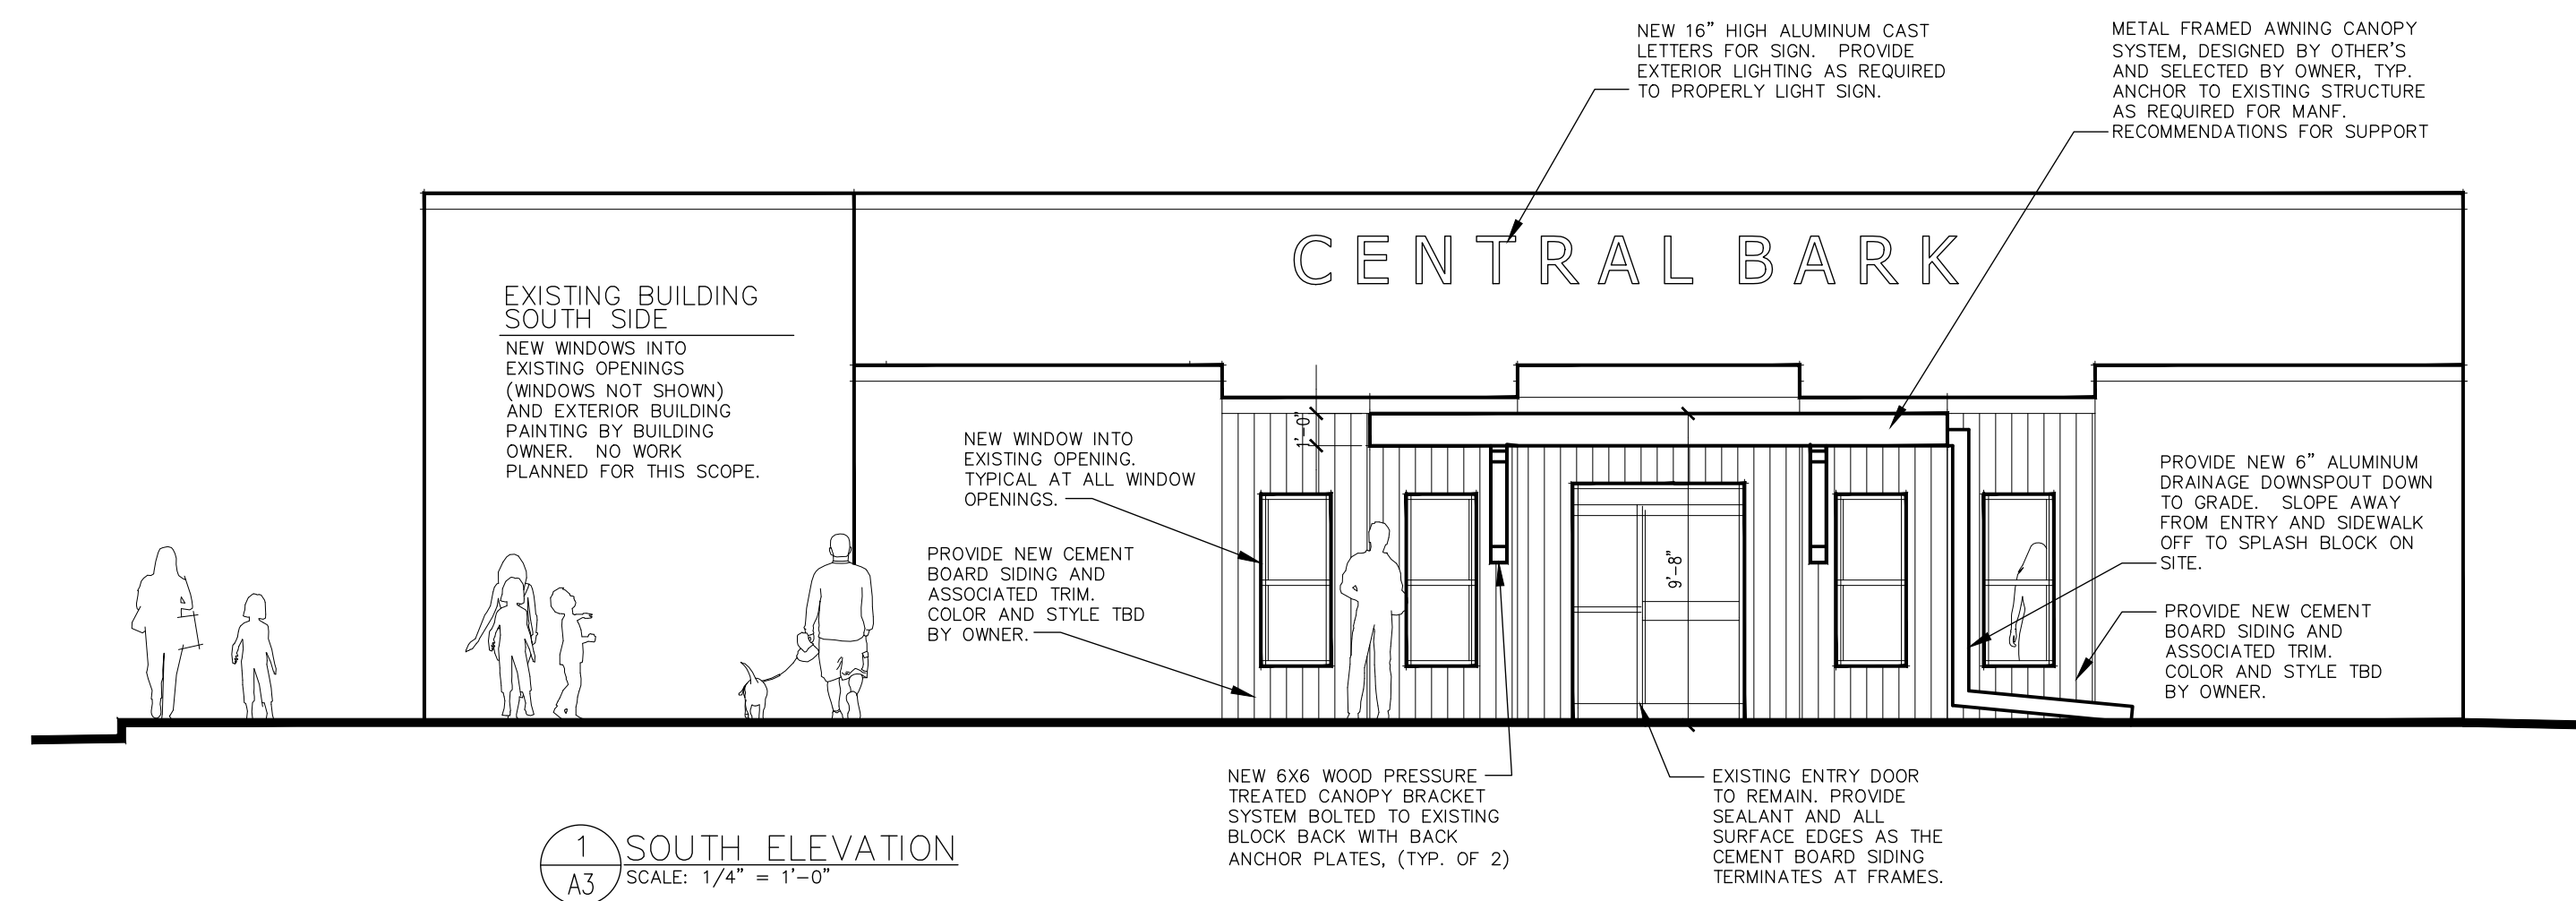 NEW 16” HIGH ALUMINUM CAST
LETTERS FOR SIGN. PROVIDE
EXTERIOR LIGHTING AS REQUIRED
TO PROPERLY LIGHT SIGN.
METAL FRAMED AWNING CANOPY
SYSTEM, DESIGNED BY OTHER'S
AND SELECTED BY OWNER, TYP.
ANCHOR TO EXISTING STRUCTURE
AS REQUIRED FOR MANF.
RECOMMENDATIONS FOR SUPPORT
CENTRAL BARK
EXISTING BUILDING
SOUTH SIDE
NEW WINDOWS INTO
EXISTING OPENINGS
(WINDOWS NOT SHOWN)
AND EXTERIOR BUILDING
PAINTING BY BUILDING
OWNER. NO WORK
PLANNED FOR THIS SCOPE.
NEW WINDOW INTO
EXISTING OPENING.
TYPICAL AT ALL WINDOW
OPENINGS.
1'-0"
9'-8"
PROVIDE NEW CEMENT
BOARD SIDING AND
ASSOCIATED TRIM.
COLOR AND STYLE TBD
BY OWNER.
PROVIDE NEW 6” ALUMINUM
DRAINAGE DOWNSPOUT DOWN
TO GRADE. SLOPE AWAY
FROM ENTRY AND SIDEWALK
OFF TO SPLASH BLOCK ON
SITE.
PROVIDE NEW CEMENT
BOARD SIDING AND
ASSOCIATED TRIM.
COLOR AND STYLE TBD
BY OWNER.
NEW 6X6 WOOD PRESSURE
TREATED CANOPY BRACKET
SYSTEM BOLTED TO EXISTING
BLOCK BACK WITH BACK
ANCHOR PLATES, (TYP. OF 2)
EXISTING ENTRY DOOR
TO REMAIN. PROVIDE
SEALANT AND ALL
SURFACE EDGES AS THE
CEMENT BOARD SIDING
TERMINATES AT FRAMES.
1
A3
SOUTH ELEVATION
SCALE: 1/4” = 1'-0”